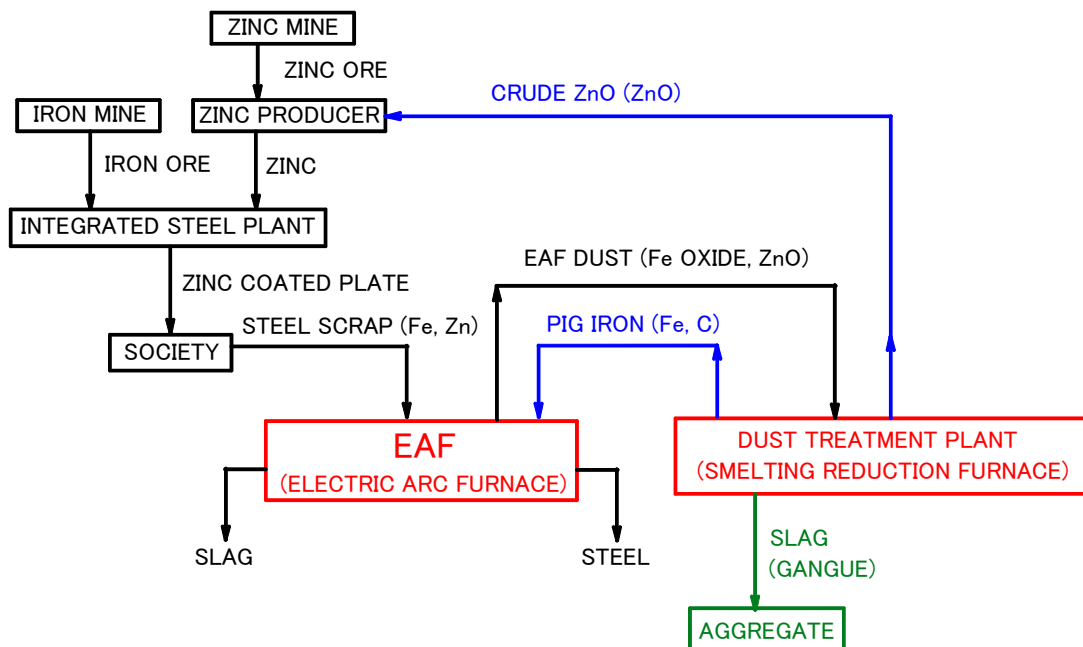 ZINC MINE
ZINC ORE
CRUDE ZnO (ZnO)
IRON MINE
ZINC PRODUCER
IRON ORE
ZINC
INTEGRATED STEEL PLANT
EAF DUST (Fe OXIDE, ZnO)
ZINC COATED PLATE
STEEL SCRAP (Fe, Zn)
PIG IRON (Fe, C)
SOCIETY
EAF
(ELECTRIC ARC FURNACE)
DUST TREATMENT PLANT
(SMELTING REDUCTION FURNACE)
SLAG
STEEL
SLAG
(GANGUE)
AGGREGATE